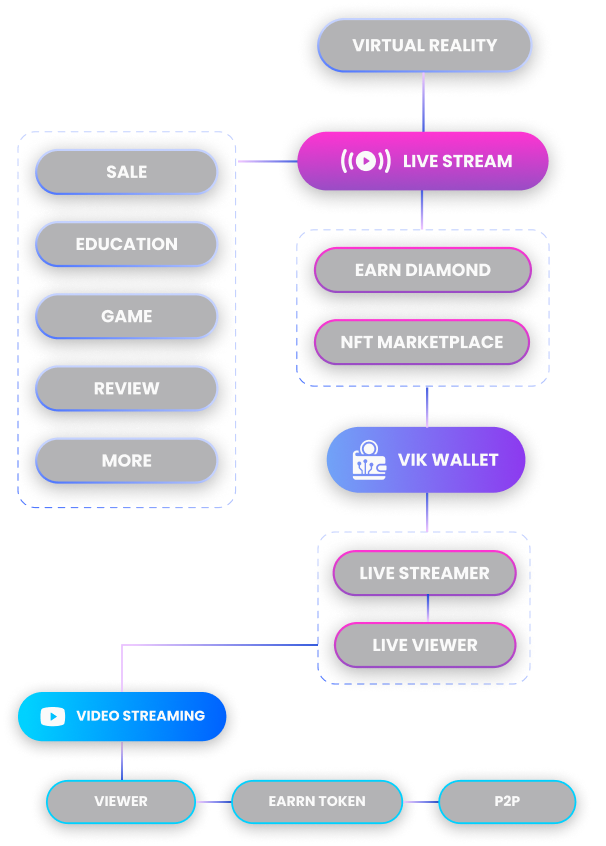 VIRTUAL REALITY
LIVE STREAM
SALE
EDUCATION
GAME
REVIEW
MORE
EARN DIAMOND
NFT MARKETPLACE
VIK WALLET
LIVE STREAMER
LIVE VIEWER
VIDEO STREAMING
VIEWER
EARRN TOKEN
P2P